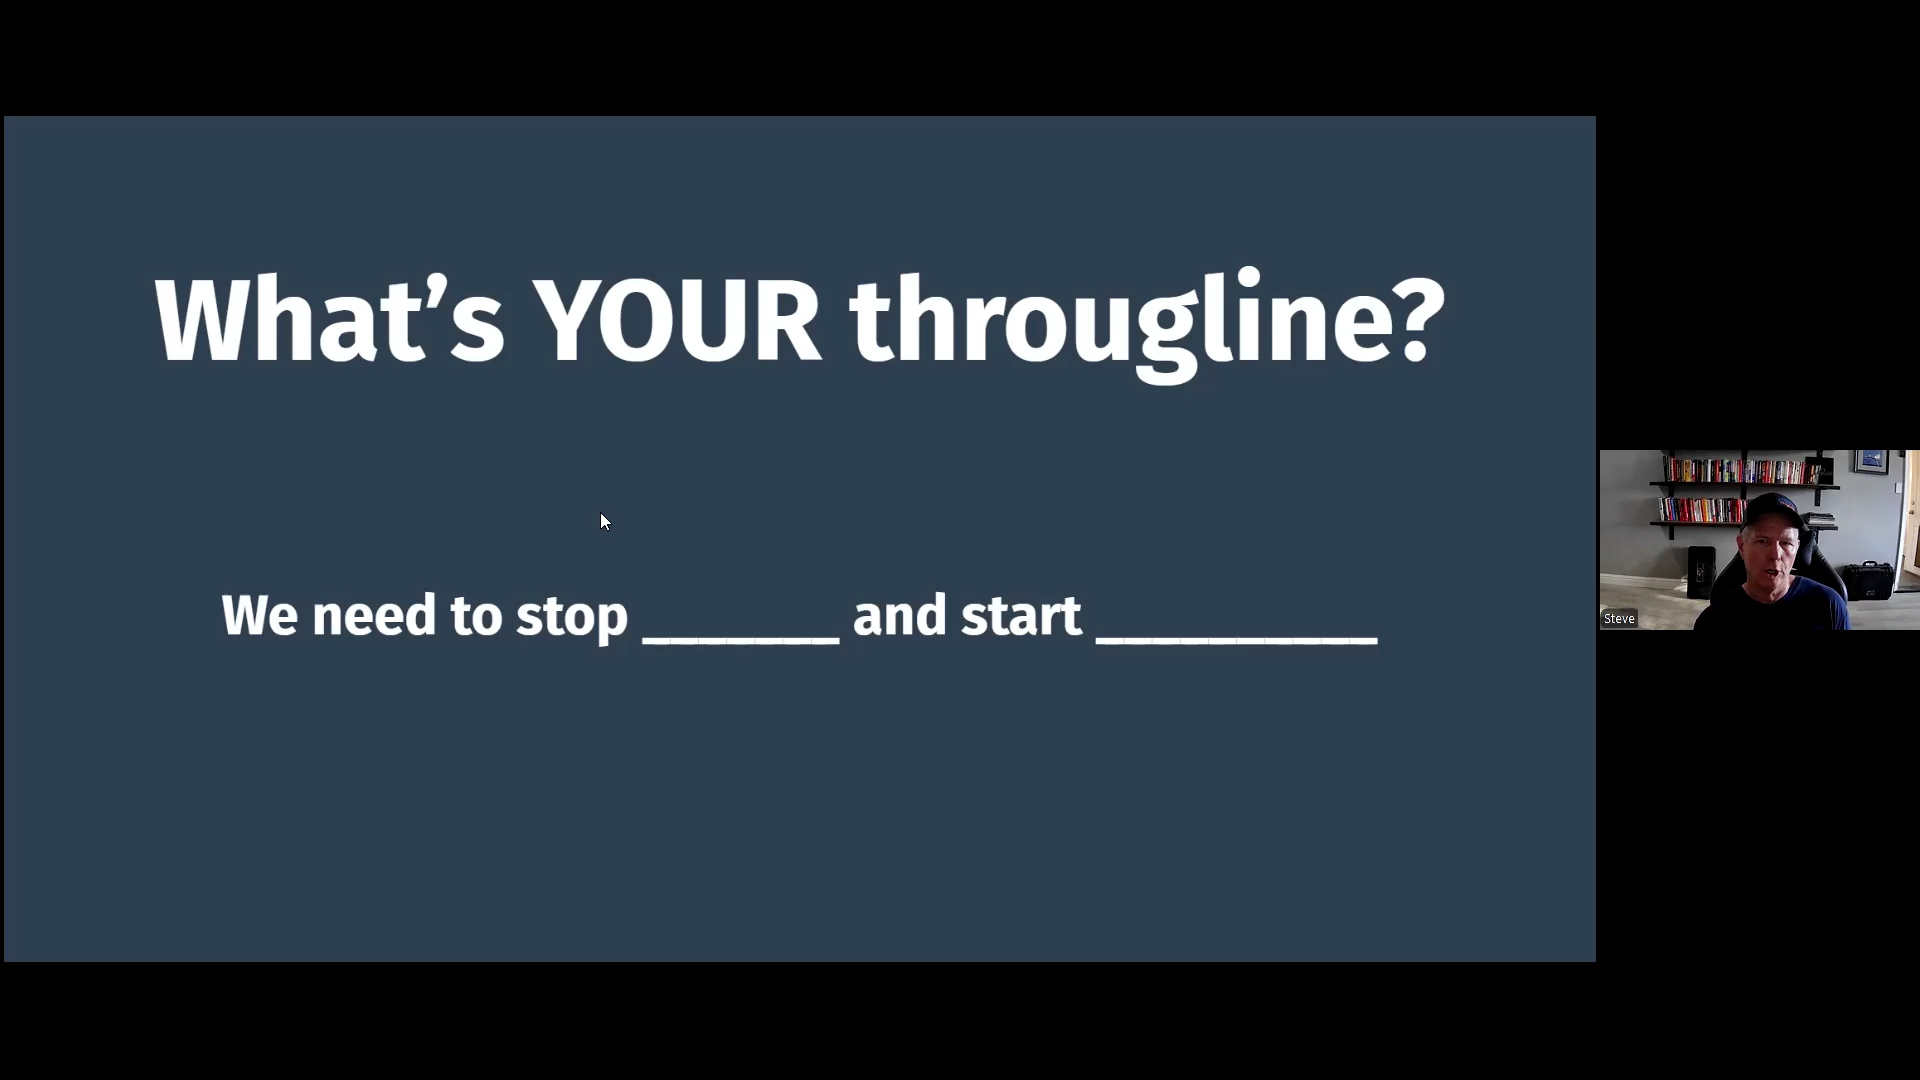 What’s YOUR througline?
We need to stop _______ and start __________
Steve